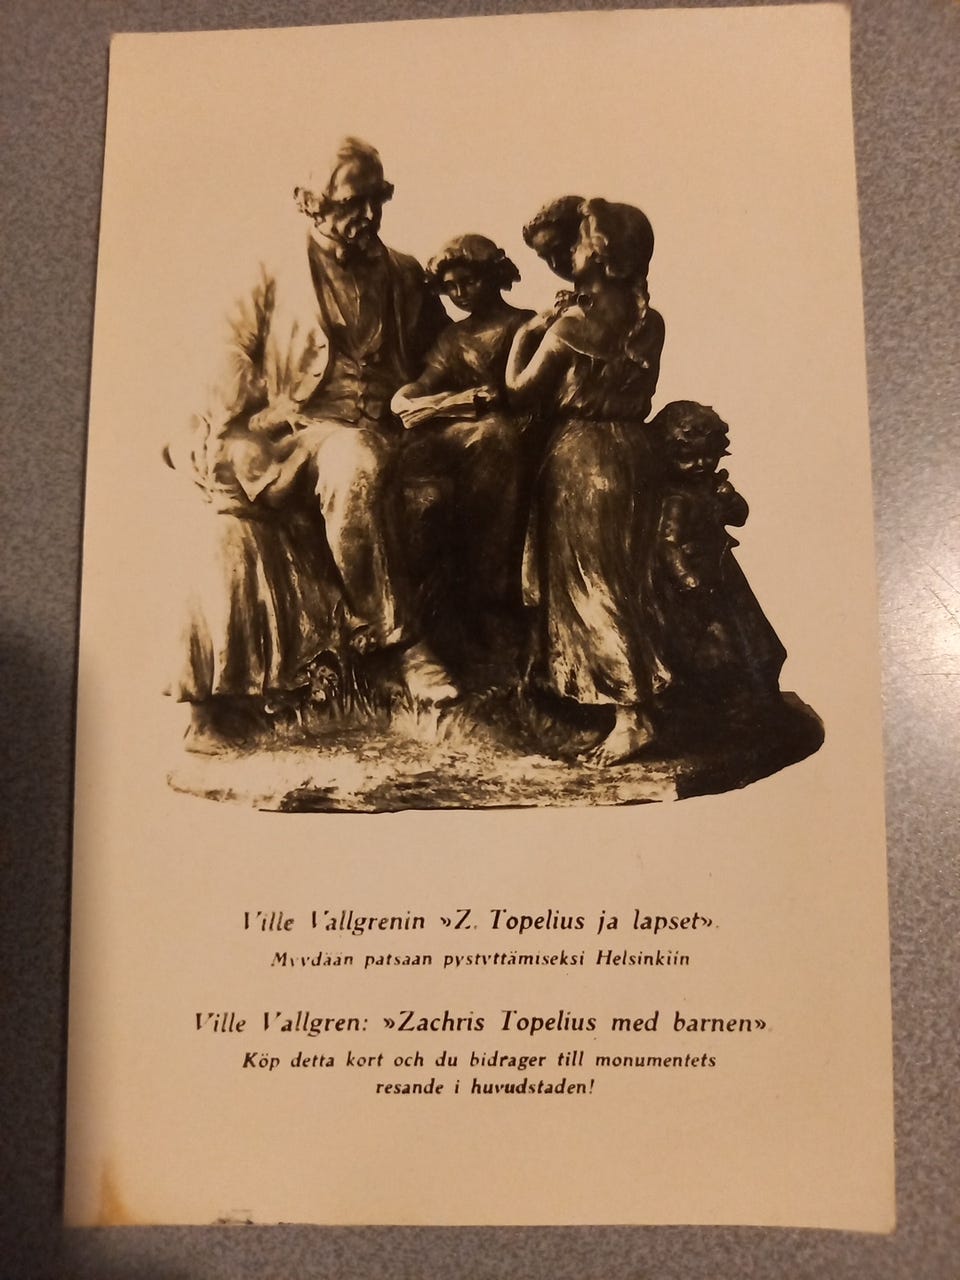 Ville Vallgrenin »Z. Topelius ja lapset».
Myydään patsaan pystyttämiseksi Helsinkiin
Ville Vallgren: »Zachris Topelius med barnen».
Köp detta kort och du bidrager till monumentets
resande i huvudstaden!